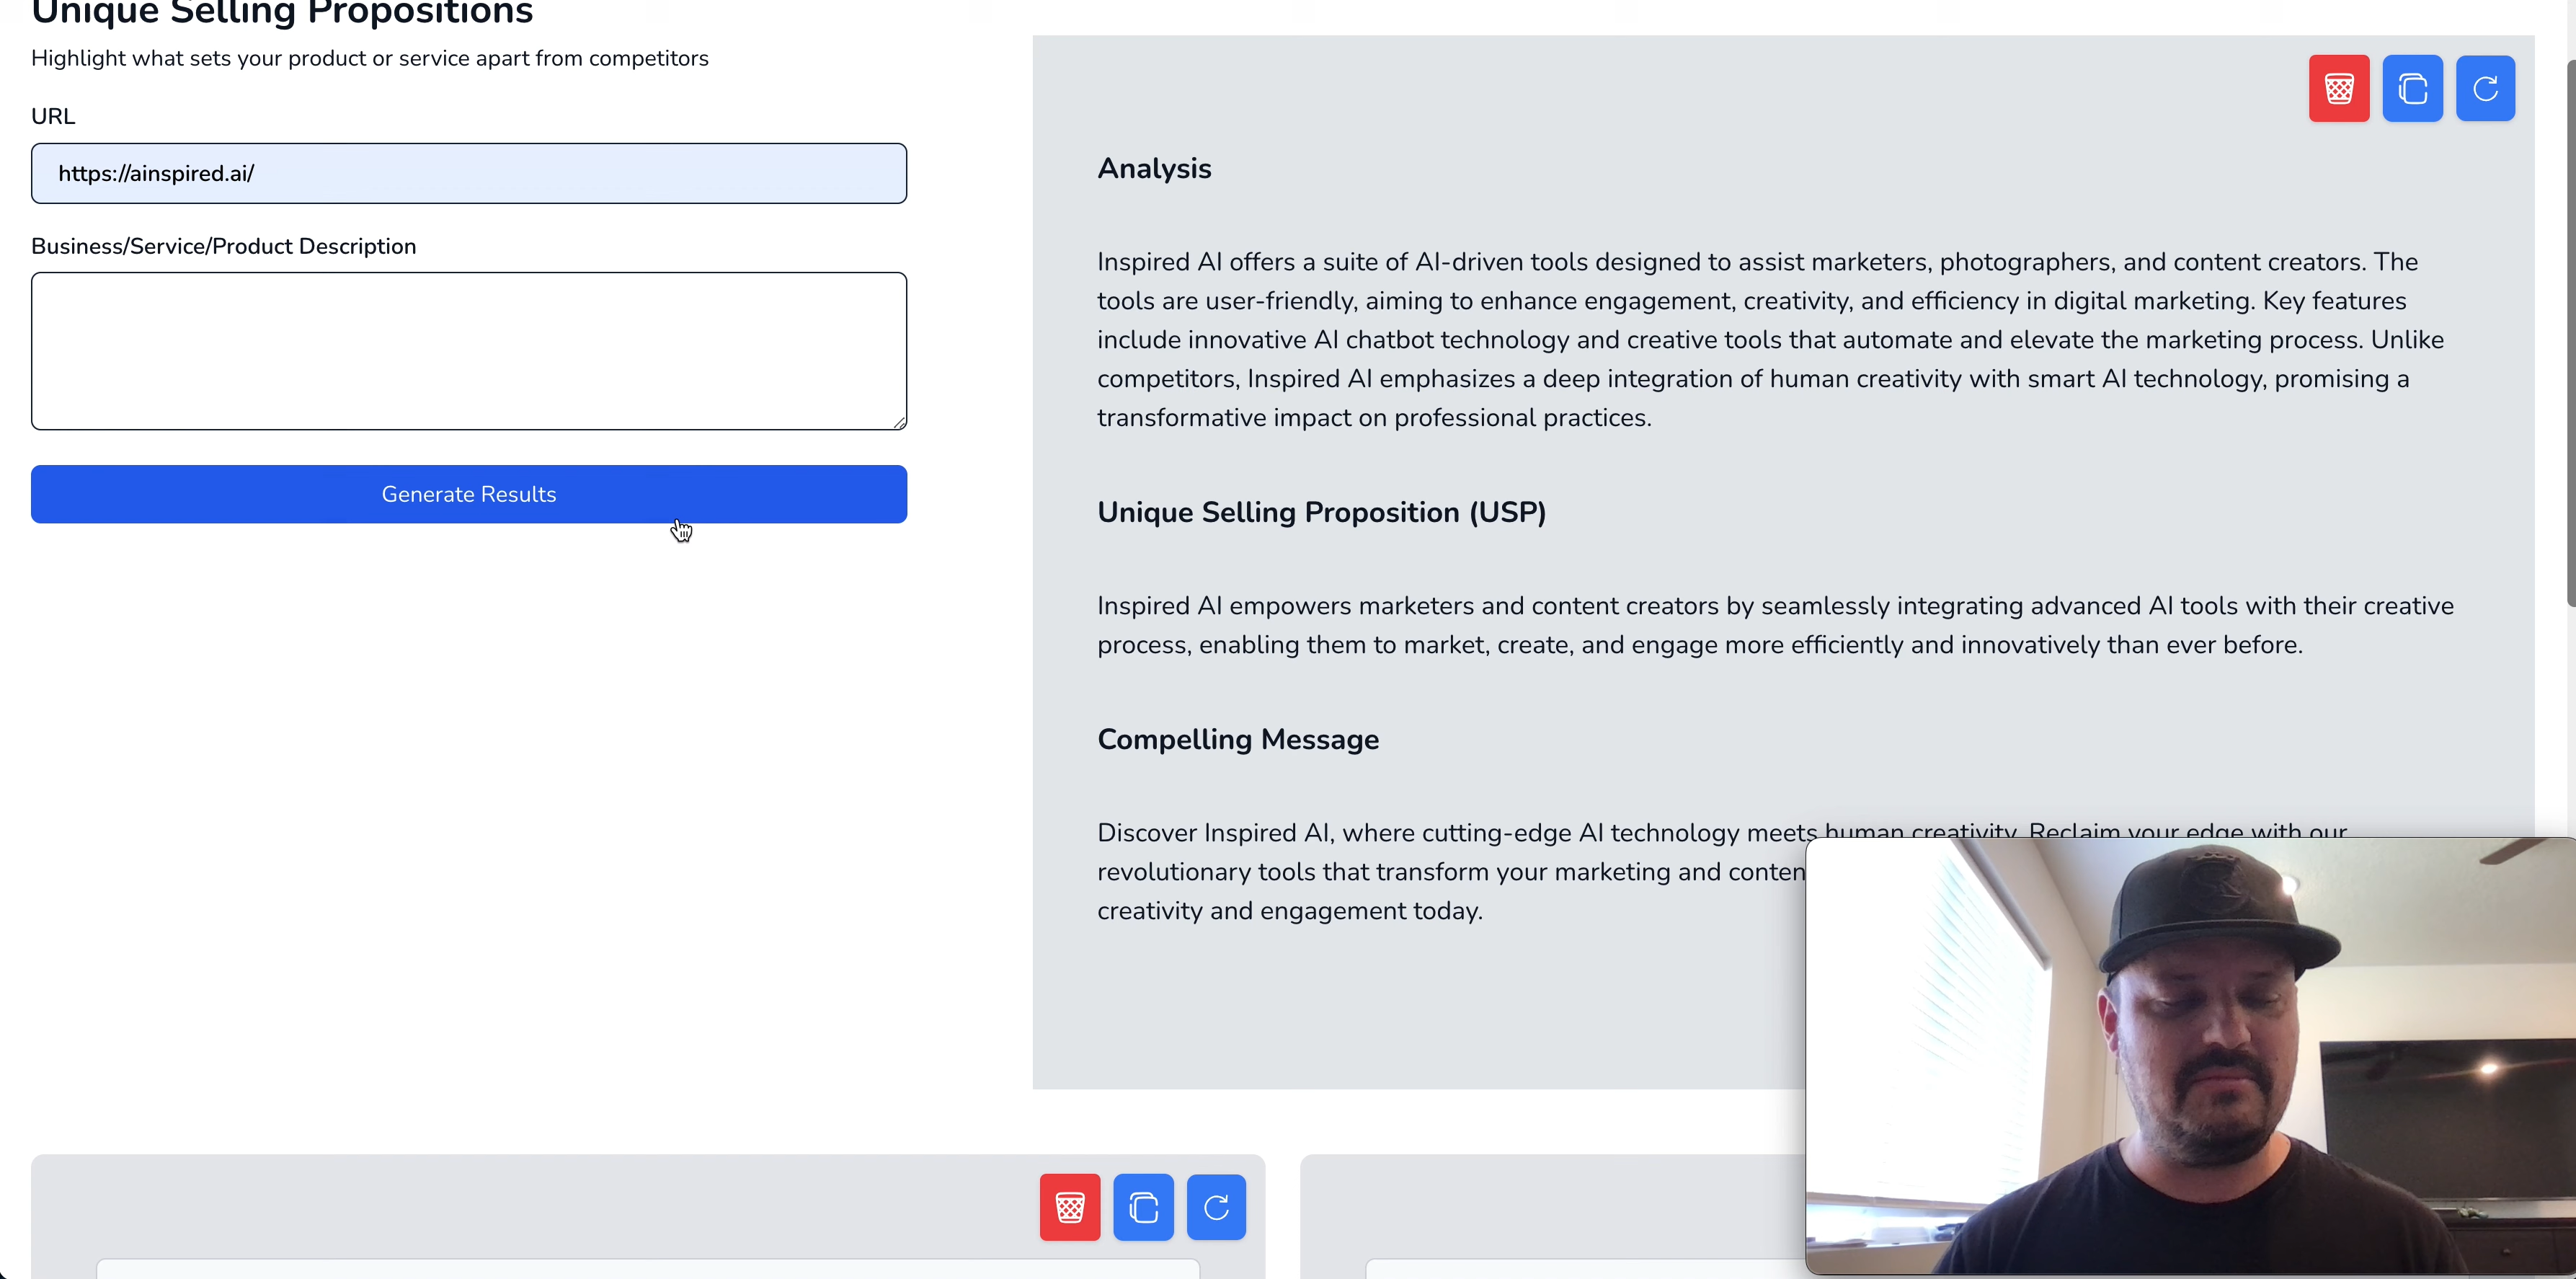 Unique Selling Propositions
Highlight what sets your product or service apart from competitors
URL
https://ainspired.ai/
Business/Service/Product Description
Generate Results
Analysis
Inspired AI offers a suite of AI-driven tools designed to assist marketers, photographers, and content creators. The
tools are user-friendly, aiming to enhance engagement, creativity, and efficiency in digital marketing. Key features
include innovative AI chatbot technology and creative tools that automate and elevate the marketing process. Unlike
competitors, Inspired AI emphasizes a deep integration of human creativity with smart AI technology, promising a
transformative impact on professional practices.
Unique Selling Proposition (USP)
Inspired AI empowers marketers and content creators by seamlessly integrating advanced AI tools with their creative
process, enabling them to market, create, and engage more efficiently and innovatively than ever before.
Compelling Message
Discover Inspired AI, where cutting-edge AI technology meets human creativity. Reclaim your edge with our
revolutionary tools that transform your marketing and conten
creativity and engagement today.